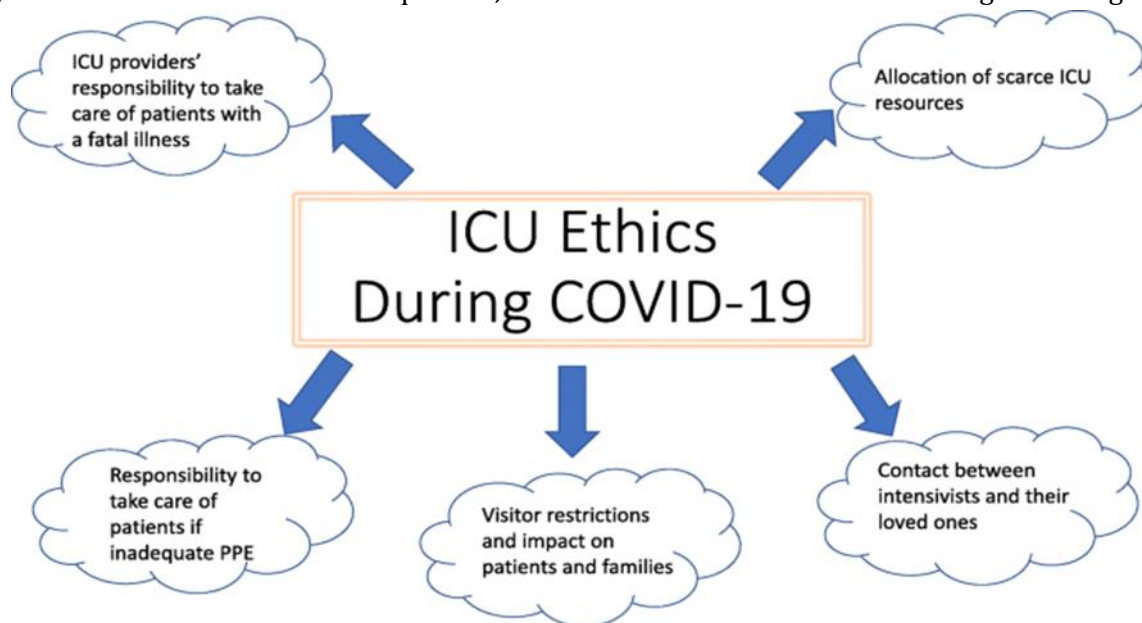 ICU providers’
responsibility to take
care of patients with
a fatal illness
Allocation of scarce ICU
resources
ICU Ethics
During COVID-19
Responsibility to
take care of
patients if
inadequate PPE
Visitor restrictions
and impact on
patients and families
Contact between
intensivists and their
loved ones